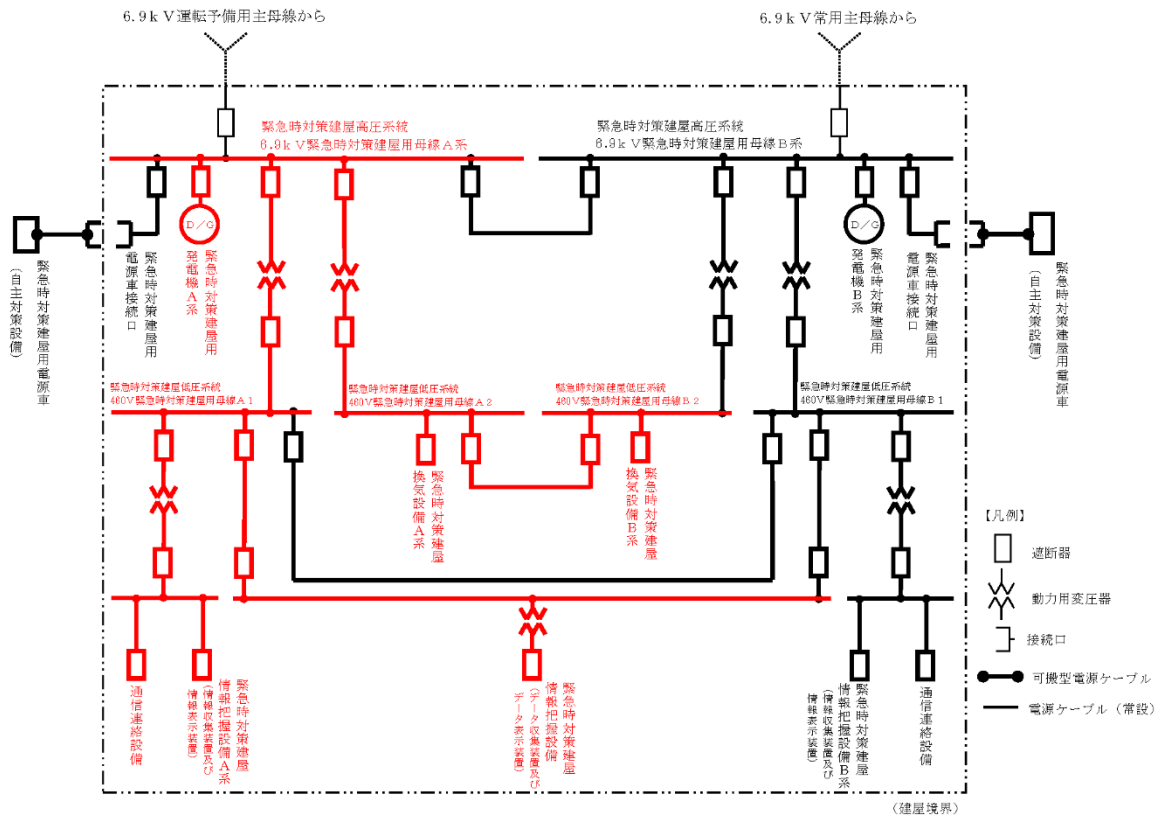 6.9kV運転予備用主母線から
6.9kV常用主母線から
緊急時対策建屋高圧系統
6.9kV緊急時対策建屋用母線A系
緊急時対策建屋高圧系統
6.9kV緊急時対策建屋用母線B系
緊急時対策建屋用電源車
(自主対策設備)
緊急時対策建屋用
電源車接続口
D/G
緊急時対策建屋用
発電機A系
D/G
緊急時対策建屋用
発電機B系
緊急時対策建屋用
電源車接続口
緊急時対策建屋用電源車
(自主対策設備)
緊急時対策建屋低圧系統
460V緊急時対策建屋用母線A1
緊急時対策建屋低圧系統
460V緊急時対策建屋用母線A2
緊急時対策建屋低圧系統
460V緊急時対策建屋用母線B2
緊急時対策建屋低圧系統
460V緊急時対策建屋用母線B1
緊急時対策建屋
換気設備A系
緊急時対策建屋
換気設備B系
通信連絡設備
緊急時対策建屋
情報把握設備A系
(情報収集装置及び
情報表示装置)
緊急時対策建屋
情報把握設備
(データ収集装置及び
データ表示装置)
緊急時対策建屋
情報把握設備B系
(情報収集装置及び
情報表示装置)
通信連絡設備
【凡例】
遮断器
動力用変圧器
接続口
可搬型電源ケーブル
電源ケーブル(常設)
(建屋境界)